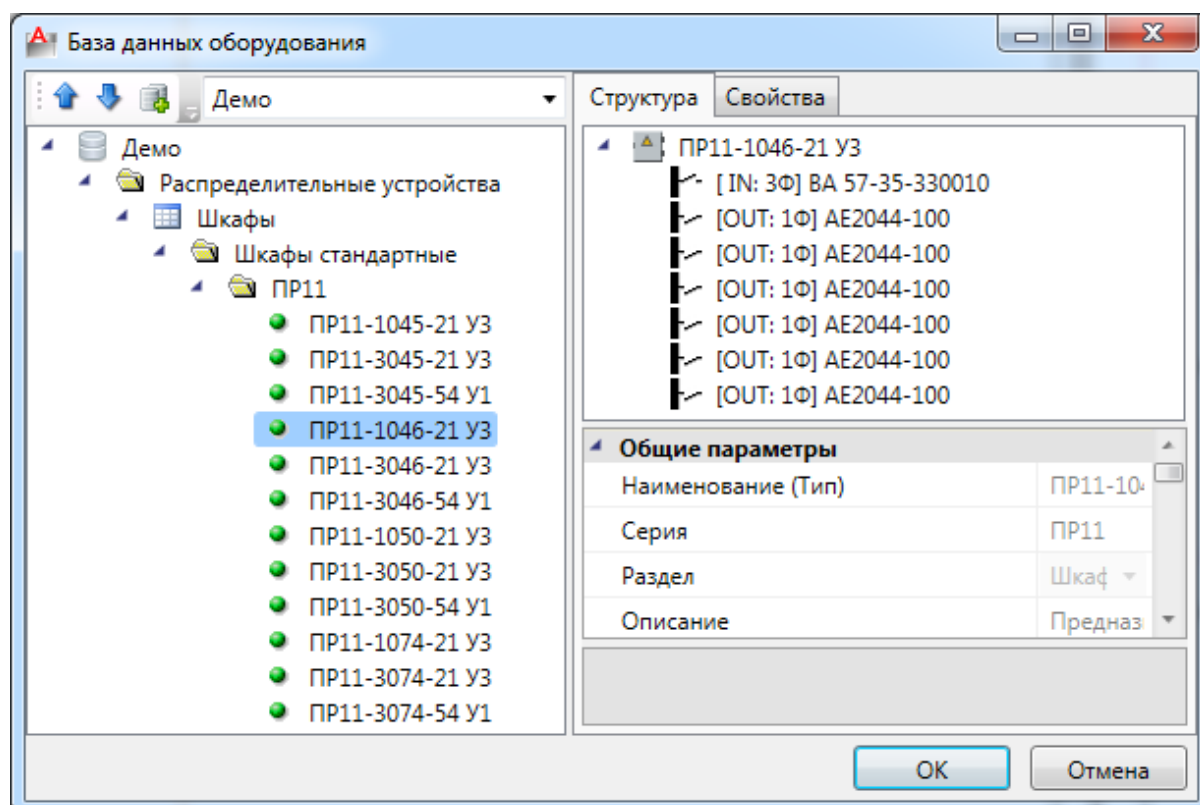 База данных оборудования
Демо
Демо
Распределительные устройства
Шкафы
Шкафы стандартные
ПР11
ПР11-1045-21 У3
ПР11-3045-21 У3
ПР11-3045-54 У1
ПР11-1046-21 У3
ПР11-3046-21 У3
ПР11-3046-54 У1
ПР11-1050-21 У3
ПР11-3050-21 У3
ПР11-3050-54 У1
ПР11-1074-21 У3
ПР11-3074-21 У3
ПР11-3074-54 У1
Структура Свойства
ПР11-1046-21 У3
[ IN: 3Ф] ВА 57-35-330010
[OUT: 1Ф] АЕ2044-100
[OUT: 1Ф] АЕ2044-100
[OUT: 1Ф] АЕ2044-100
[OUT: 1Ф] АЕ2044-100
[OUT: 1Ф] АЕ2044-100
[OUT: 1Ф] АЕ2044-100
Общие параметры
Наименование (Тип) ПР11-104
Серия ПР11
Раздел Шкаф
Описание Предназ
ОК Отмена